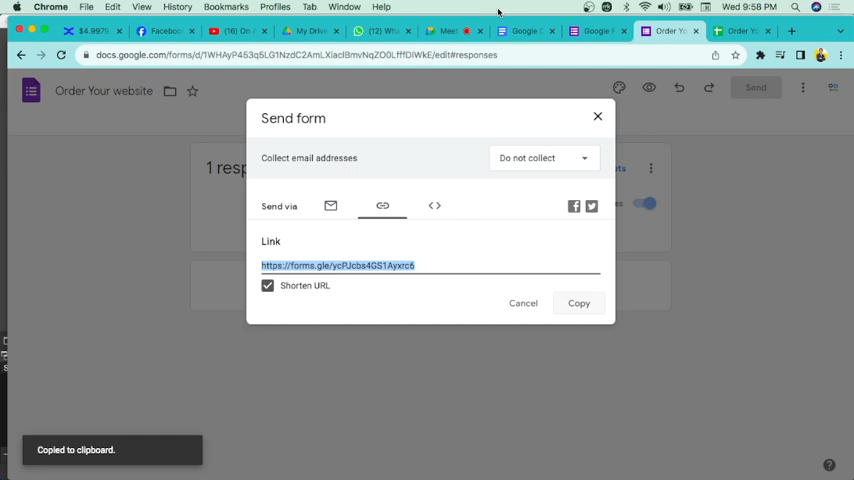 Chrome File Edit View History Bookmarks Profiles Tab Window Help Wed 9:58 PM
$4.9979 Facebook (16) On My Drive (12) Wha Meet Google D Google F Order Yo Order Yo
docs.google.com/forms/d/1WHAyP453q5LG1NzdC2AmLXiaclBmvNqZO0LfffDlWkE/edit#responses
Order Your website Send
Send form
Collect email addresses Do not collect
1 resp
Send via
Link
https://forms.gle/ycPJcbs4GS1Ayxrc6
Shorten URL
Cancel Copy
Copied to clipboard.